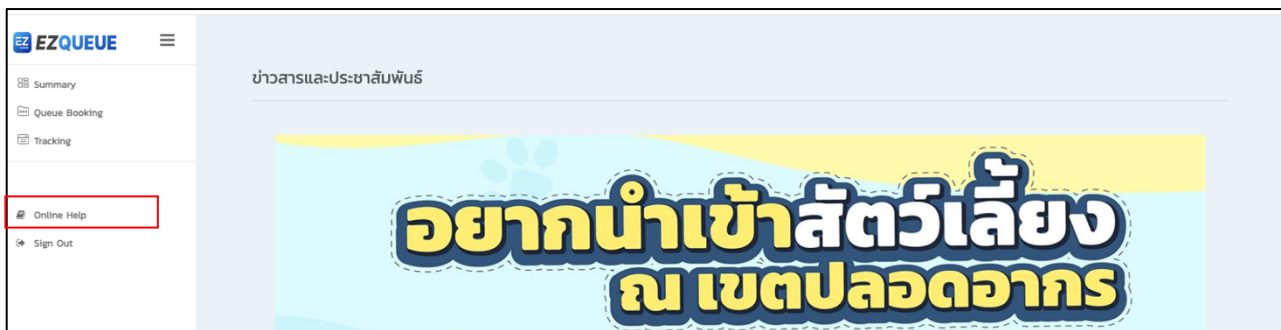 EZ EZQUEUE
Summary
Queue Booking
Tracking
Online Help
Sign Out
ข่าวสารและประชาสัมพันธ์
อยากนำเข้าสัตว์เลี้ยง
ณ เขตปลอดอากร